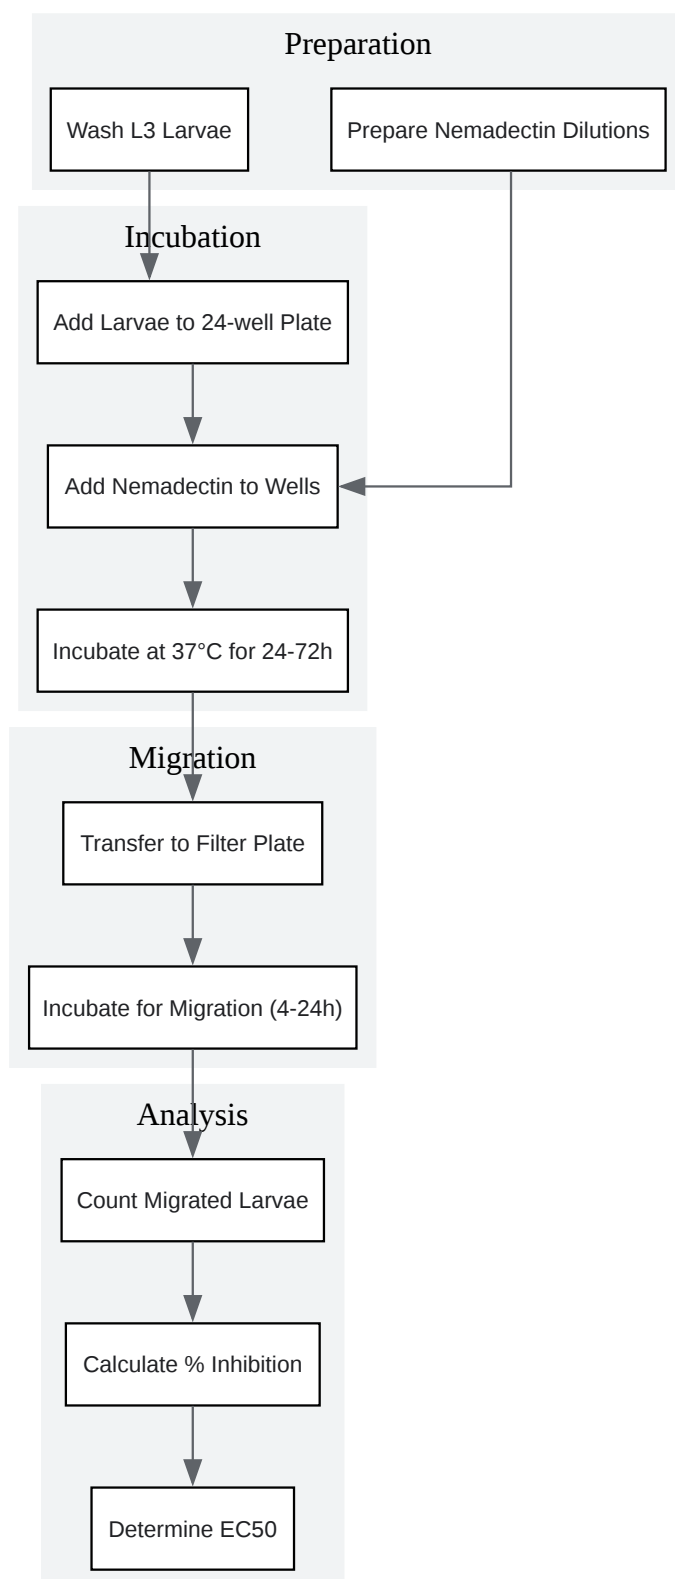 Preparation
Wash L3 Larvae
Prepare Nemadectin Dilutions
Incubation
Add Larvae to 24-well Plate
Add Nemadectin to Wells
Incubate at 37°C for 24-72h
Migration
Transfer to Filter Plate
Incubate for Migration (4-24h)
Analysis
Count Migrated Larvae
Calculate % Inhibition
Determine EC50